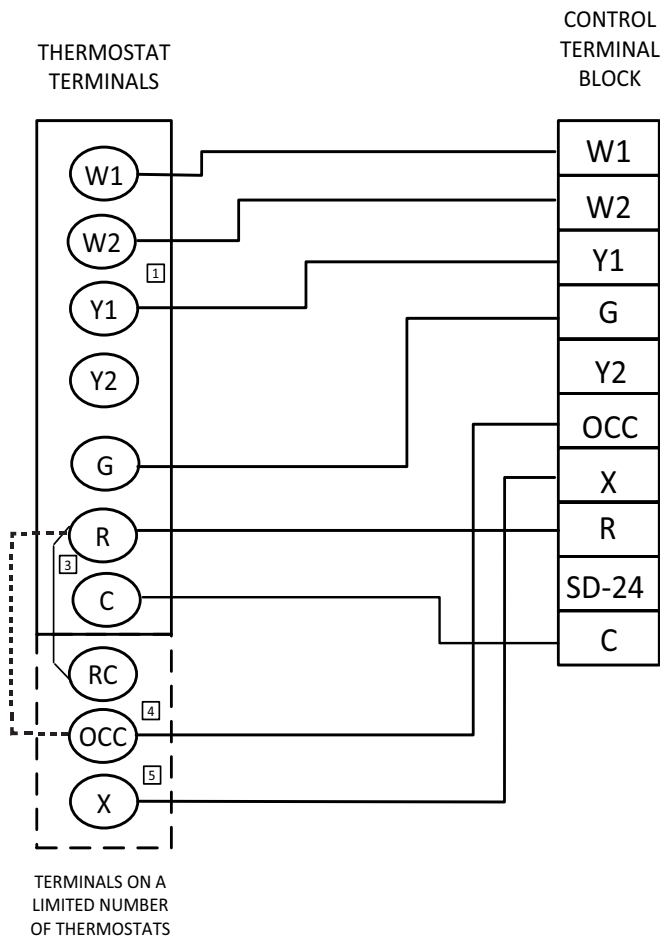 THERMOSTAT
TERMINALS
CONTROL
TERMINAL
BLOCK
W1
W2
1
Y1
Y2
G
R
3
C
RC
4
OCC
5
X
W1
W2
Y1
G
Y2
OCC
X
R
SD-24
C
TERMINALS ON A
LIMITED NUMBER
OF THERMOSTATS